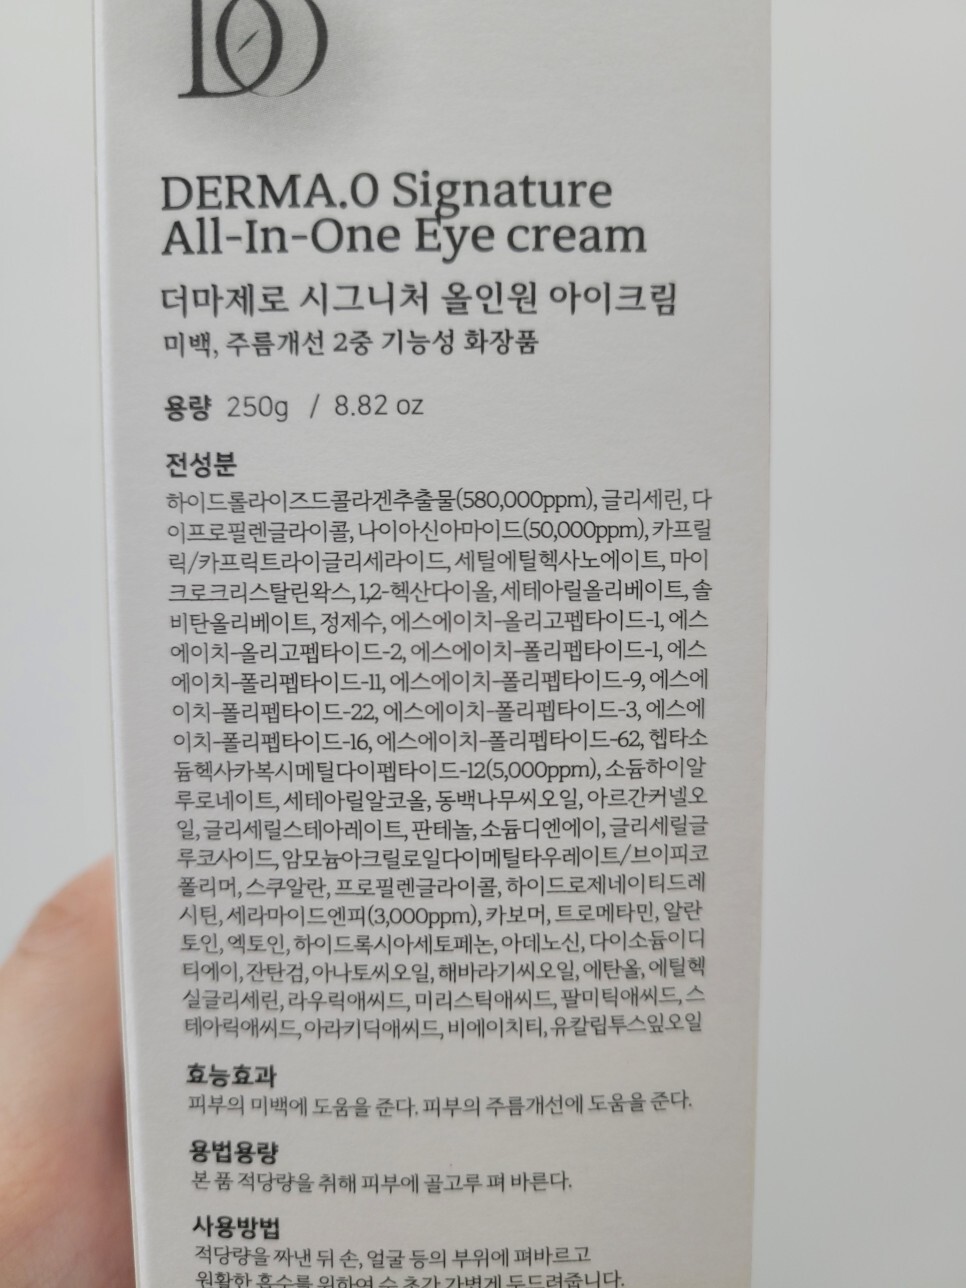 DO
DERMA.0 Signature
All-In-One Eye cream
더마제로 시그니처 올인원 아이크림
미백, 주름개선 2중 기능성 화장품
용량 250g / 8.82 oz
전성분
하이드롤라이즈드콜라겐추출물(580,000ppm), 글리세린, 다
이프로필렌글라이콜, 나이아신아마이드(50,000ppm), 카프릴
릭/카프릭트라이글리세라이드, 세틸에틸헥사노에이트, 마이
크로크리스탈린왁스, 1,2-헥산다이올, 세테아릴올리베이트, 솔
비탄올리베이트, 정제수, 에스에이치-올리고펩타이드-1, 에스
에이치-올리고펩타이드-2, 에스에이치-폴리펩타이드-1, 에스
에이치-폴리펩타이드-11, 에스에이치-폴리펩타이드-9, 에스에
이치-폴리펩타이드-22, 에스에이치-폴리펩타이드-3, 에스에
이치-폴리펩타이드-16, 에스에이치-폴리펩타이드-62, 헵타소
듐헥사카복시메틸다이펩타이드-12(5,000ppm), 소듐하이알
루로네이트, 세테아릴알코올, 동백나무씨오일, 아르간커넬오
일, 글리세릴스테아레이트, 판테놀, 소듐디엔에이, 글리세릴글
루코사이드, 암모늄아크릴로일다이메틸타우레이트/브이피코
폴리머, 스쿠알란, 프로필렌글라이콜, 하이드로제네이티드레
시틴, 세라마이드엔피(3,000ppm), 카보머, 트로메타민, 알란
토인, 엑토인, 하이드록시아세토페논, 아데노신, 다이소듐이디
티에이, 잔탄검, 아나토씨오일, 해바라기씨오일, 에탄올, 에틸헥
실글리세린, 라우릭애씨드, 미리스틱애씨드, 팔미틱애씨드, 스
테아릭애씨드, 아라키딕애씨드, 비에이치티, 유칼립투스잎오일
효능효과
피부의 미백에 도움을 준다. 피부의 주름개선에 도움을 준다.
용법용량
본 품 적당량을 취해 피부에 골고루 펴 바른다.
사용방법
적당량을 짜낸 뒤 손, 얼굴 등의 부위에 펴바르고
원활한 흡수를 위하여 수 초간 가볍게 두드려줍니다.